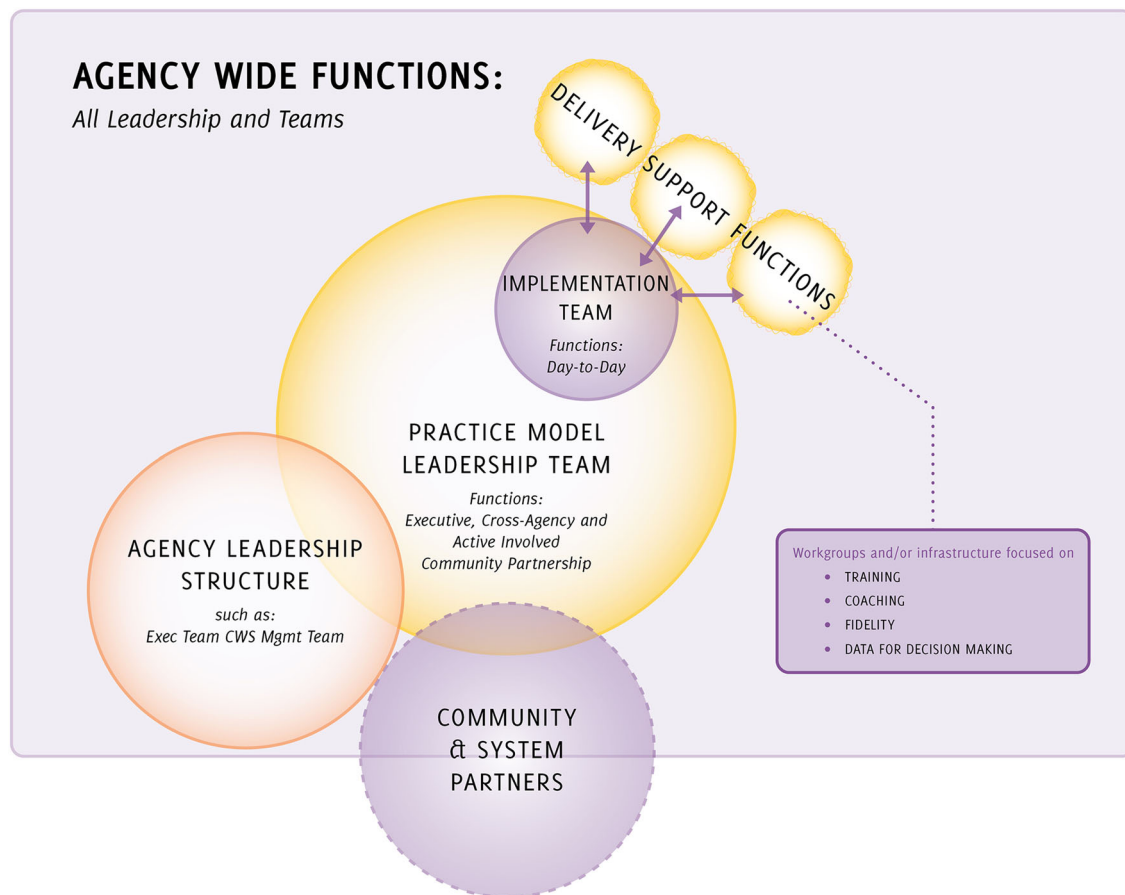 AGENCY WIDE FUNCTIONS:
All Leadership and Teams
DELIVERY SUPPORT FUNCTIONS
IMPLEMENTATION
TEAM
Functions:
Day-to-Day
PRACTICE MODEL
LEADERSHIP TEAM
Functions:
Executive, Cross-Agency and
Active Involved
Community Partnership
AGENCY LEADERSHIP
STRUCTURE
such as:
Exec Team CWS Mgmt Team
Workgroups and/or infrastructure focused on
• TRAINING
• COACHING
• FIDELITY
• DATA FOR DECISION MAKING
COMMUNITY
& SYSTEM
PARTNERS